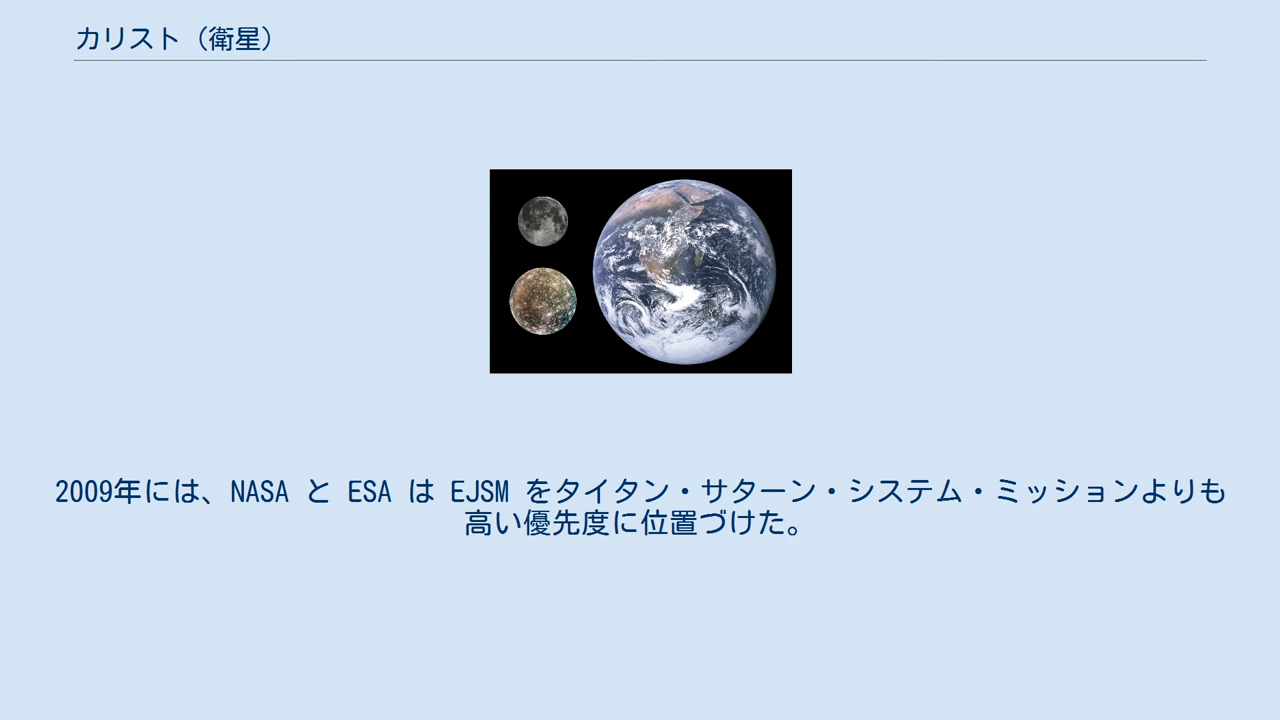 カリスト（衛星）
2009年には、NASA と ESA は EJSM をタイタン・サターン・システム・ミッションよりも
高い優先度に位置づけた。